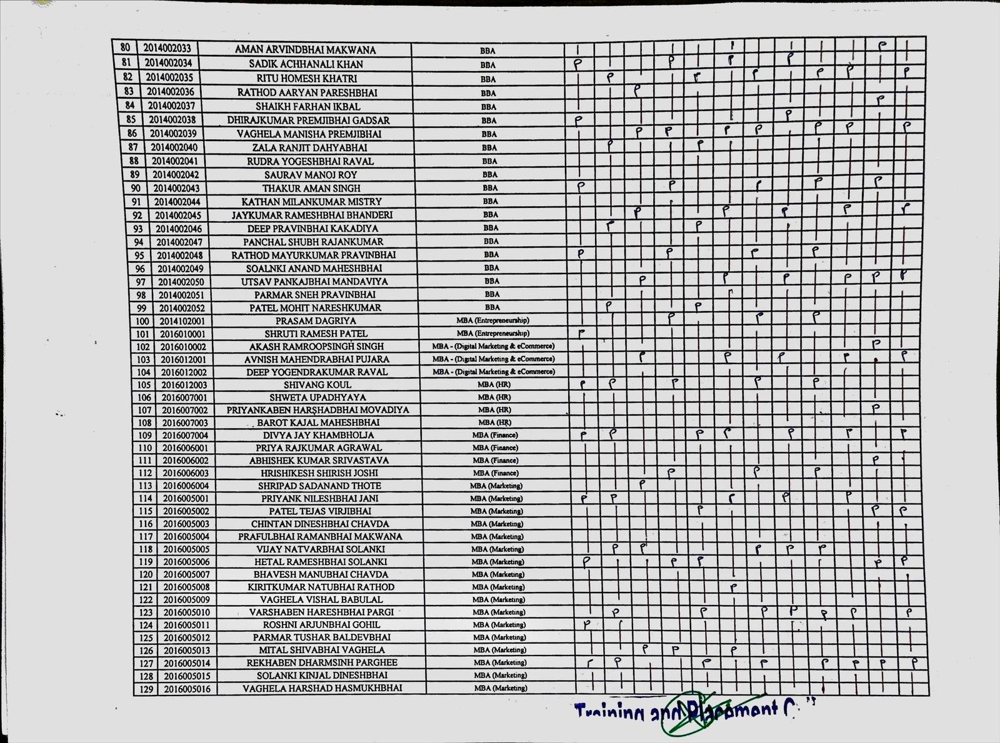 80 2014002033 AMAN ARVINDBHAI MAKWANA BBA P
81 2014002034 SADIK ACHHANALI KHAN BBA P P P P
82 2014002035 RITU HOMESH KHATRI BBA P P P P P P
83 2014002036 RATHOD AARYAN PARESHBHAI BBA P
84 2014002037 SHAIKH FARHAN IKBAL BBA P
85 2014002038 DHIRAJKUMAR PREMJIBHAI GADSAR BBA P P
86 2014002039 VAGHELA MANISHA PREMJIBHAI BBA P P P P P P P
87 2014002040 ZALA RANJIT DAHYABHAI BBA P P
88 2014002041 RUDRA YOGESHBHAI RAVAL BBA
89 2014002042 SAURAV MANOJ ROY BBA
90 2014002043 THAKUR AMAN SINGH BBA P P P P P
91 2014002044 KATHAN MILANKUMAR MISTRY BBA
92 2014002045 JAYKUMAR RAMESHBHAI BHANDERI BBA P P P P P
93 2014002046 DEEP PRAVINBHAI KAKADIYA BBA P P
94 2014002047 PANCHAL SHUBH RAJANKUMAR BBA
95 2014002048 RATHOD MAYURKUMAR PRAVINBHAI BBA P P P P
96 2014002049 SOALNKI ANAND MAHESHBHAI BBA
97 2014002050 UTSAV PANKAJBHAI MANDAVIYA BBA P P P P P P
98 2014002051 PARMAR SNEH PRAVINBHAI BBA
99 2014002052 PATEL MOHIT NARESHKUMAR BBA P P
100 2014102001 PRASAM DAGRIYA MBA (Entrepreneurship) P P P
101 2016010001 SHRUTI RAMESH PATEL MBA (Entrepreneurship) P
102 2016010002 AKASH RAMROOPSINGH SINGH MBA - (Digital Marketing & eCommerce) P
103 2016012001 AVNISH MAHENDRABHAI PUJARA MBA - (Digital Marketing & eCommerce) P P P P P
104 2016012002 DEEP YOGENDRAKUMAR RAVAL MBA - (Digital Marketing & eCommerce)
105 2016012003 SHIVANG KOUL MBA (HR) P P P P P
106 2016007001 SHWETA UPADHYAYA MBA (HR)
107 2016007002 PRIYANKABEN HARSHADBHAI MOVADIYA MBA (HR) P
108 2016007003 BAROT KAJAL MAHESHBHAI MBA (HR)
109 2016007004 DIVYA JAY KHAMBHOLJA MBA (Finance) P P P P P P P
110 2016006001 PRIYA RAJKUMAR AGRAWAL MBA (Finance)
111 2016006002 ABHISHEK KUMAR SRIVASTAVA MBA (Finance) P
112 2016006003 HRISHIKESH SHIRISH JOSHI MBA (Finance) P P P
113 2016006004 SHRIPAD SADANAND THOTE MBA (Marketing) P
114 2016005001 PRIYANK NILESHBHAI JANI MBA (Marketing) P P P P P
115 2016005002 PATEL TEJAS VIRJIBHAI MBA (Marketing) P P P
116 2016005003 CHINTAN DINESHBHAI CHAVDA MBA (Marketing)
117 2016005004 PRAFULBHAI RAMANBHAI MAKWANA MBA (Marketing)
118 2016005005 VIJAY NATVARBHAI SOLANKI MBA (Marketing) P P P P P
119 2016005006 HETAL RAMESHBHAI SOLANKI MBA (Marketing) P P P P P
120 2016005007 BHAVESH MANUBHAI CHAVDA MBA (Marketing)
121 2016005008 KIRITKUMAR NATUBHAI RATHOD MBA (Marketing) P
122 2016005009 VAGHELA VISHAL BABULAL MBA (Marketing)
123 2016005010 VARSHABEN HARESHBHAI PARGI MBA (Marketing) P P P P P P P
124 2016005011 ROSHNI ARJUNBHAI GOHIL MBA (Marketing) P
125 2016005012 PARMAR TUSHAR BALDEVBHAI MBA (Marketing)
126 2016005013 MITAL SHIVABHAI VAGHELA MBA (Marketing) P P P
127 2016005014 REKHABEN DHARMSINH PARGHEE MBA (Marketing) P P P P P P P P
128 2016005015 SOLANKI KINJAL DINESHBHAI MBA (Marketing)
129 2016005016 VAGHELA HARSHAD HASMUKHBHAI MBA (Marketing)
Training and Placement